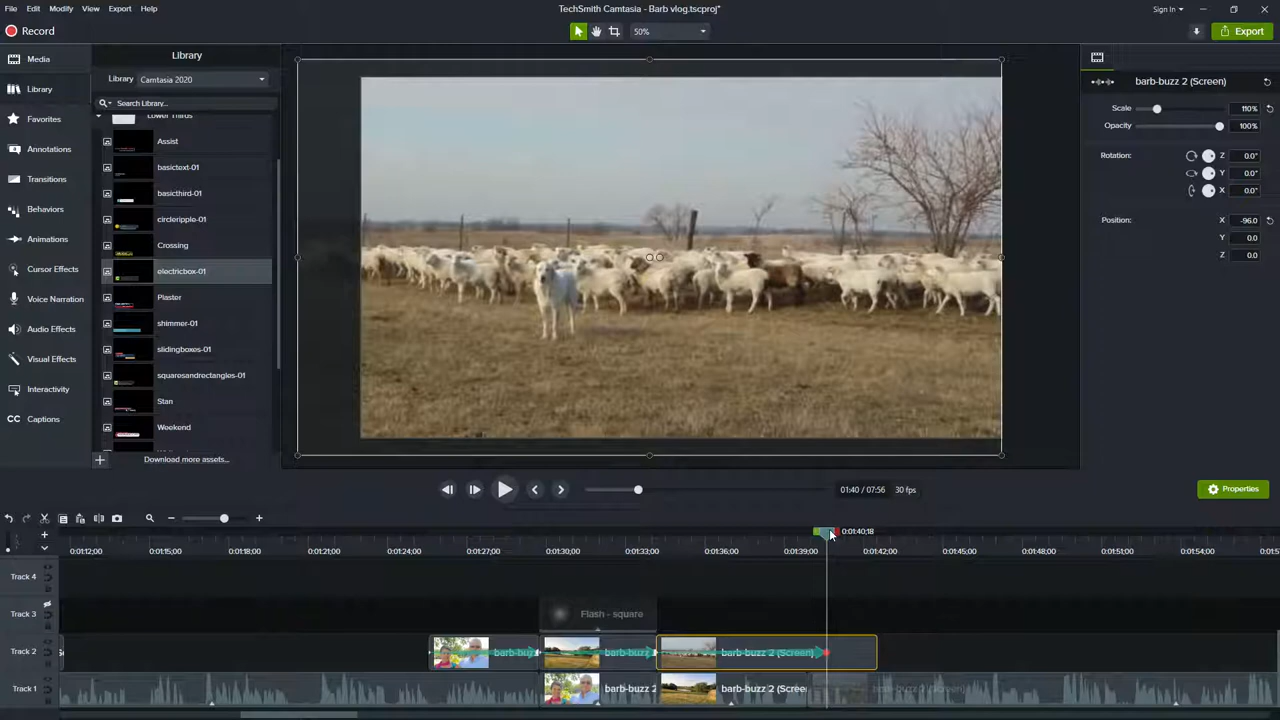 File Edit Modify View Export Help
TechSmith Camtasia - Barb vlog.tscproj*
Sign In
Record
50%
Export
Media
Library
Favorites
Annotations
Transitions
Behaviors
Animations
Cursor Effects
Voice Narration
Audio Effects
Visual Effects
Interactivity
Captions
Library
Library Camtasia 2020
Search Library...
Lower Thirds
Assist
basictext-01
basicthird-01
circleripple-01
Crossing
electricbox-01
Plaster
shimmer-01
slidingboxes-01
squaresandrectangles-01
Stan
Weekend
Download more assets...
barb-buzz 2 (Screen)
Scale 110%
Opacity 100%
Rotation: Z 0.0°
Y 0.0°
X 0.0°
Position: X -96.0
Y 0.0
Z 0.0
01:40 / 07:56 30 fps
Properties
0:01:40;18
0:01:12;00 0:01:15;00 0:01:18;00 0:01:21;00 0:01:24;00 0:01:27;00 0:01:30;00 0:01:33;00 0:01:36;00 0:01:39;00 0:01:42;00 0:01:45;00 0:01:48;00 0:01:51;00 0:01:54;00
Track 4
Track 3 Flash - square
Track 2 barb-bu barb-buzz barb-buzz 2 (Screen)
Track 1 barb-buzz 2 barb-buzz 2 (Scree barb-buzz 2 (Screen)